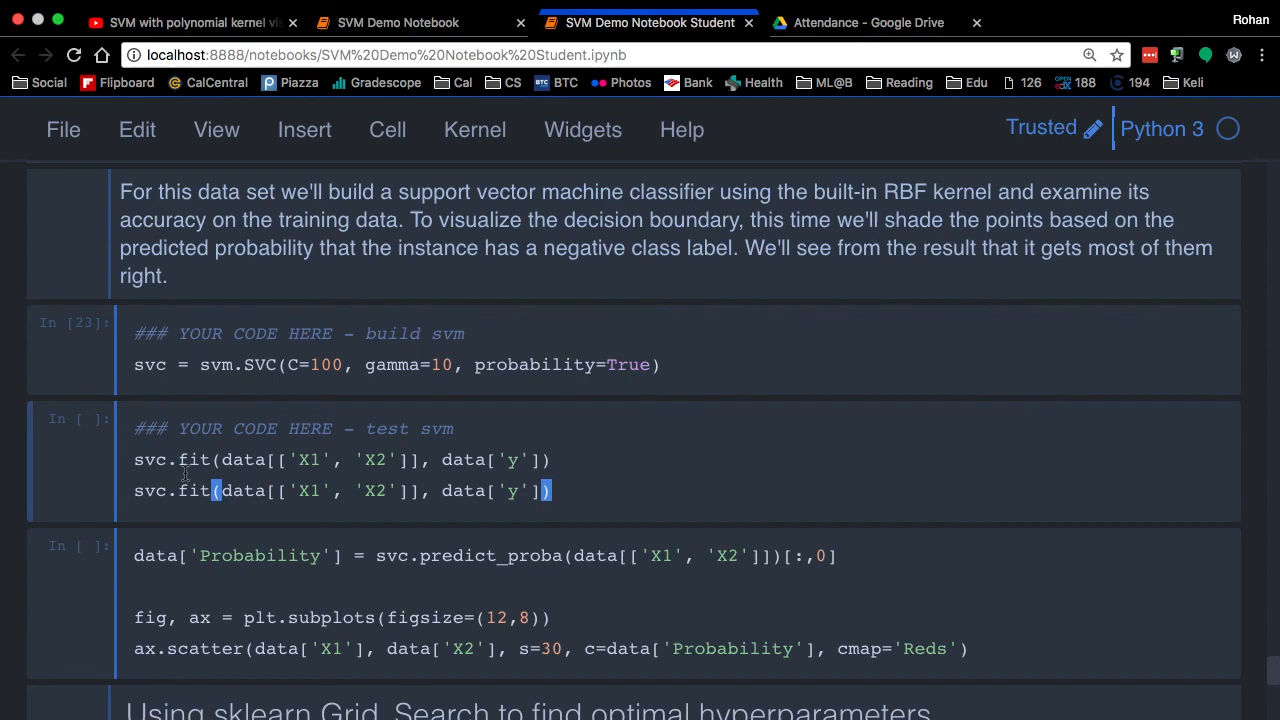 SVM with polynomial kernel vis
SVM Demo Notebook
SVM Demo Notebook Student
Attendance - Google Drive
Rohan
localhost:8888/notebooks/SVM%20Demo%20Notebook%20Student.ipynb
Social Flipboard CalCentral Piazza Gradescope Cal CS BTC Photos Bank Health ML@B Reading Edu 126 188 194 Keli
File Edit View Insert Cell Kernel Widgets Help Trusted Python 3
For this data set we'll build a support vector machine classifier using the built-in RBF kernel and examine its
accuracy on the training data. To visualize the decision boundary, this time we'll shade the points based on the
predicted probability that the instance has a negative class label. We'll see from the result that it gets most of them
right.
In [23]:
### YOUR CODE HERE - build svm
svc = svm.SVC(C=100, gamma=10, probability=True)
In [ ]:
### YOUR CODE HERE - test svm
svc.fit(data[['X1', 'X2']], data['y'])
svc.fit(data[['X1', 'X2']], data['y'])
In [ ]:
data['Probability'] = svc.predict_proba(data[['X1', 'X2']])[:,0]
fig, ax = plt.subplots(figsize=(12,8))
ax.scatter(data['X1'], data['X2'], s=30, c=data['Probability'], cmap='Reds')
Using sklearn Grid Search to find optimal hyperparameters